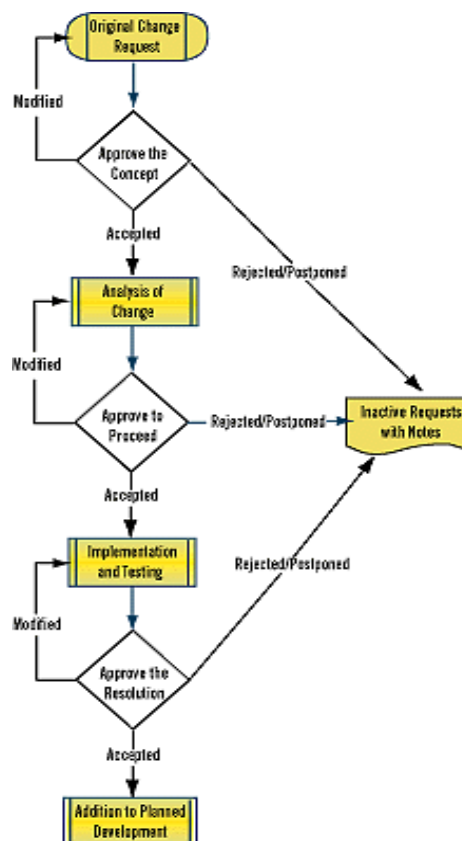 Original Change
Request
Modified
Approve the
Concept
Accepted
Rejected/Postponed
Analysis of
Change
Modified
Approve to
Proceed
Rejected/Postponed
Inactive Requests
with Notes
Accepted
Implementation
and Testing
Rejected/Postponed
Modified
Approve the
Resolution
Accepted
Addition to Planned
Development